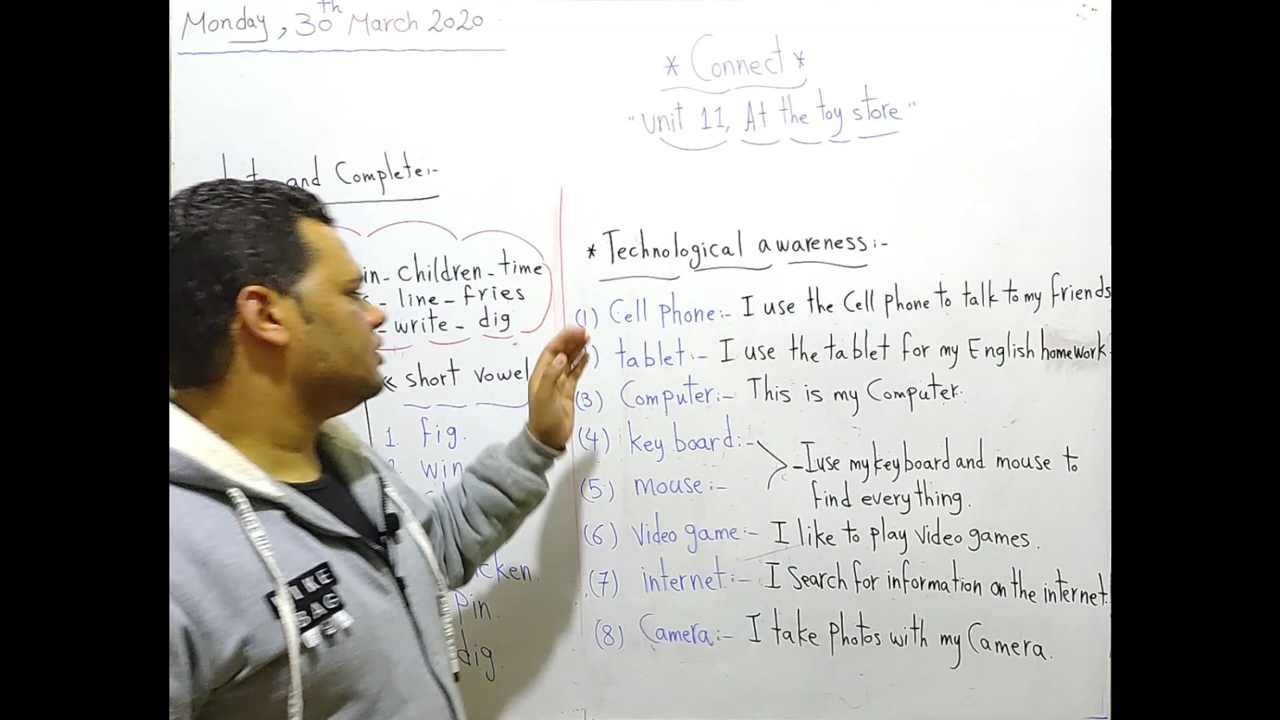 Monday, 30th March 2020
* Connect *
"Unit 11, At the toy store"
and Complete:-
in - children - time
- line - fries
- write - dig
short vowel
1. fig.
2. win
chicken.
pin.
dig.
* Technological awareness:-
(1) Cell phone:- I use the Cell phone to talk to my friends
) tablet:- I use the tablet for my English homework.
(3) Computer:- This is my Computer.
(4) key board:-
(5) mouse:-
- I use my keyboard and mouse to
find everything.
(6) Video game:- I like to play Video games.
(7) internet:- I Search for information on the internet.
(8) Camera:- I take Photos with my Camera.